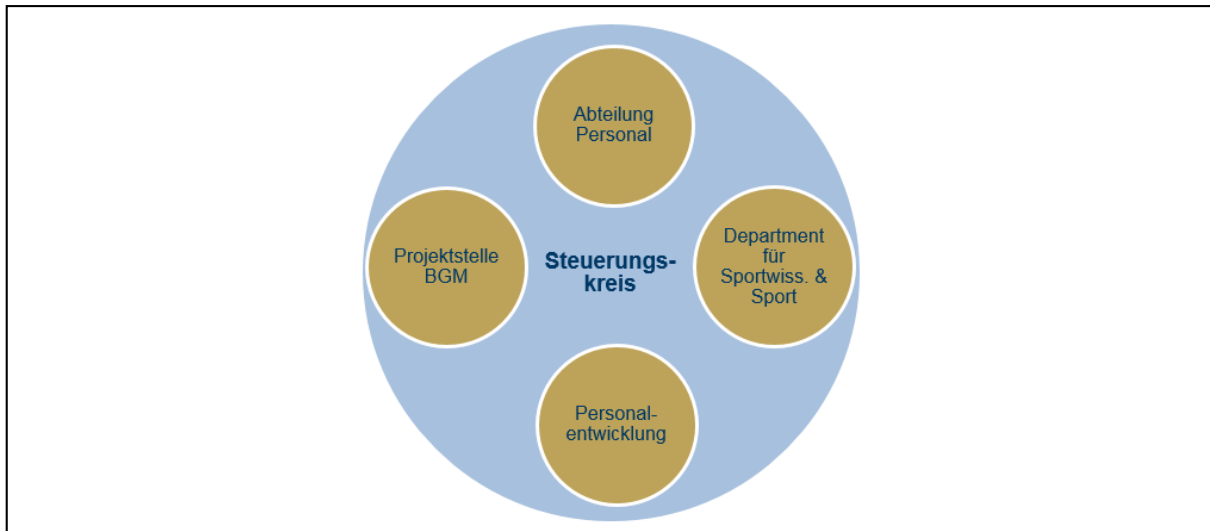 Abteilung
Personal
Projektstelle
BGM
Steuerungs-
kreis
Department
für
Sportwiss. &
Sport
Personal-
entwicklung